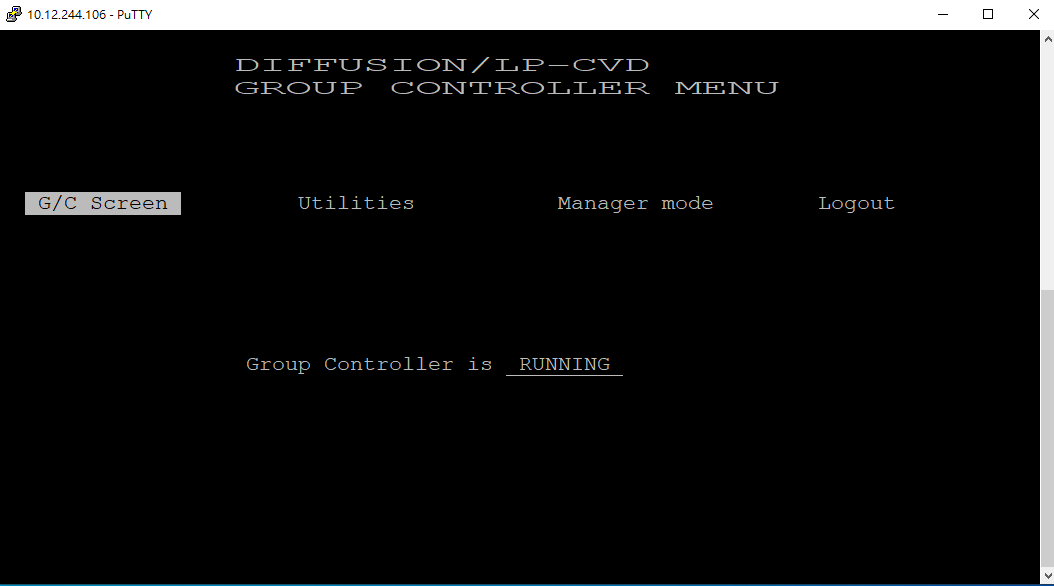 10.12.244.106 - PuTTY
DIFFUSION/LP-CVD
GROUP CONTROLLER MENU
G/C Screen Utilities Manager mode Logout
Group Controller is RUNNING